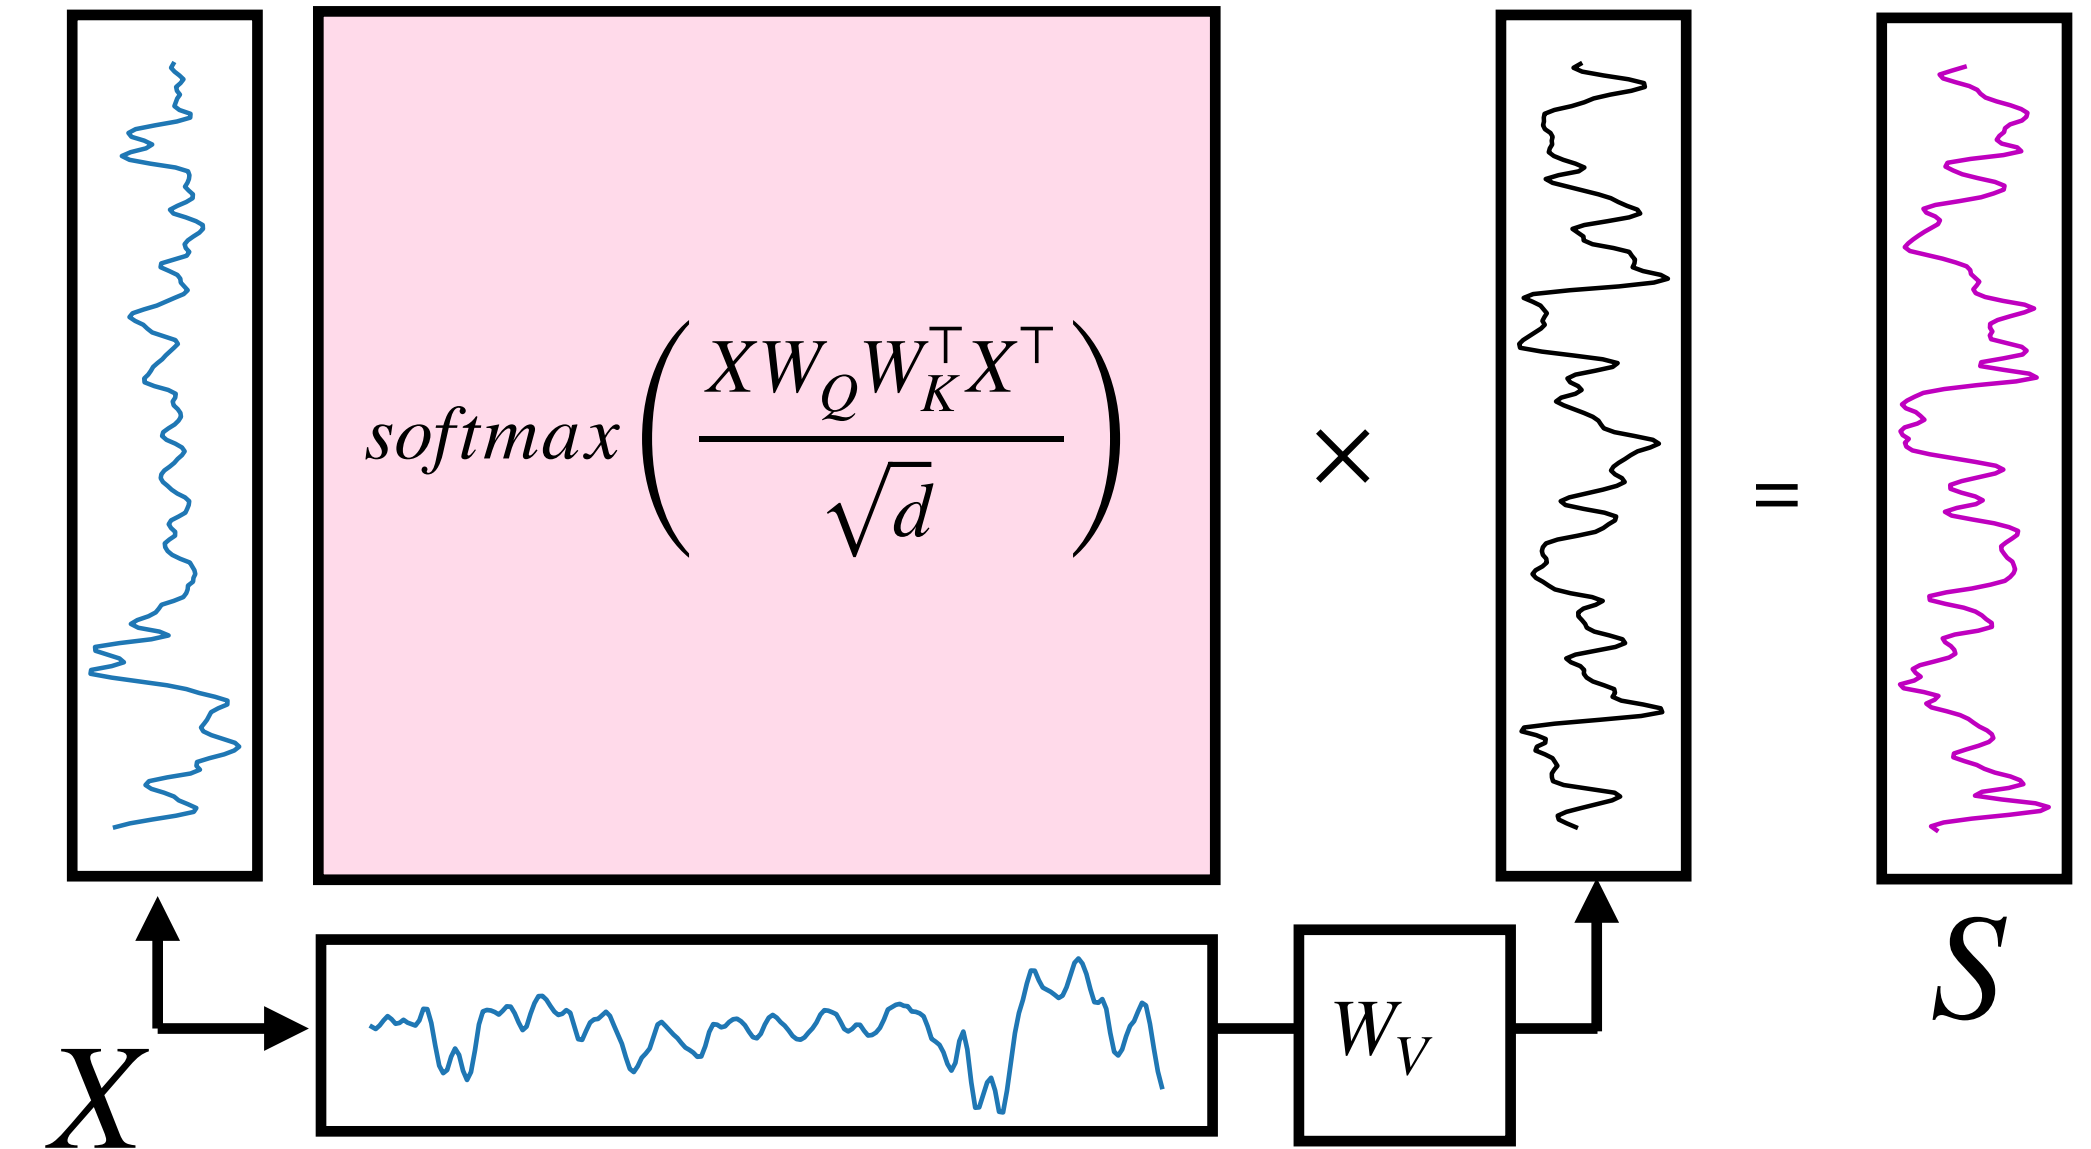 softmax ( XW_Q W_K^⊤ X^⊤ / √d )
×
=
S
W_V
X